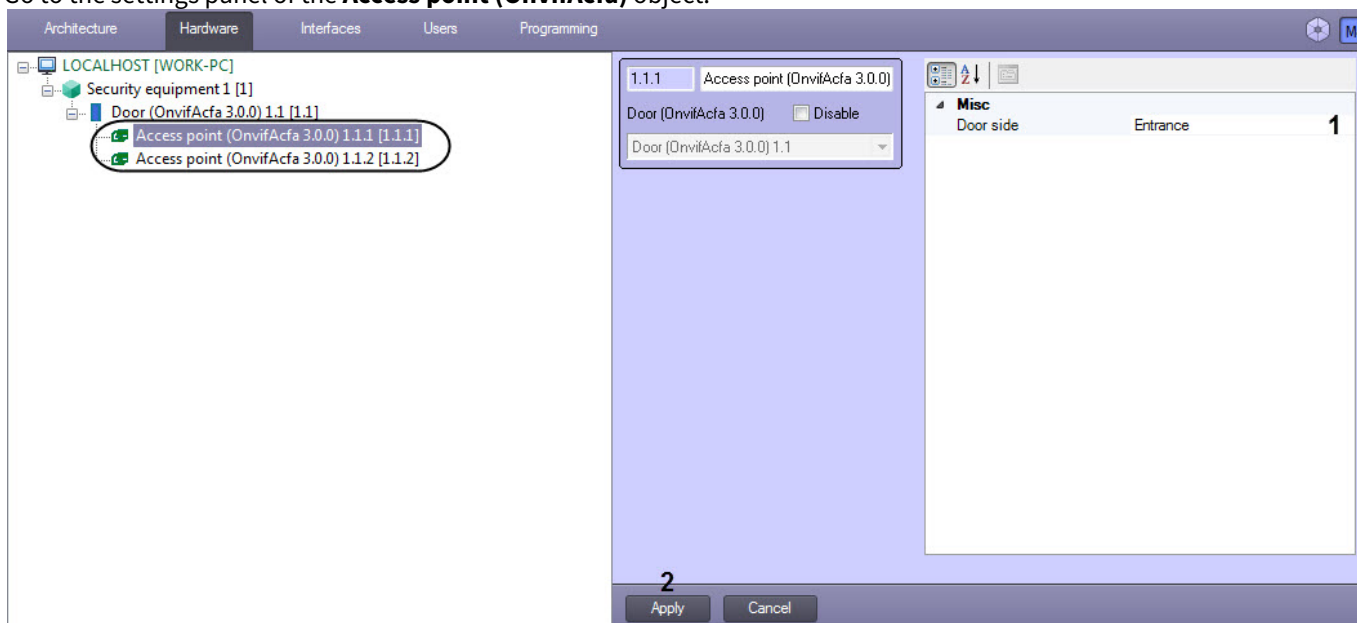 Go to the settings panel of the Access point (OnvifAcfa) object.
Architecture Hardware Interfaces Users Programming M
LOCALHOST [WORK-PC]
Security equipment 1 [1]
Door (OnvifAcfa 3.0.0) 1.1 [1.1]
Access point (OnvifAcfa 3.0.0) 1.1.1 [1.1.1]
Access point (OnvifAcfa 3.0.0) 1.1.2 [1.1.2]
1.1.1 Access point (OnvifAcfa 3.0.0)
Door (OnvifAcfa 3.0.0) Disable
Door (OnvifAcfa 3.0.0) 1.1
A Z
Misc
Door side Entrance 1
2
Apply Cancel